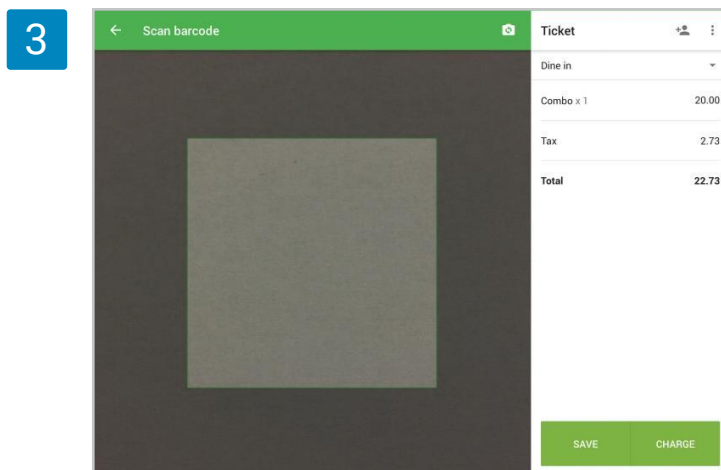 3
Scan barcode
Ticket
Dine in
Combo x 1 20.00
Tax 2.73
Total 22.73
SAVE CHARGE